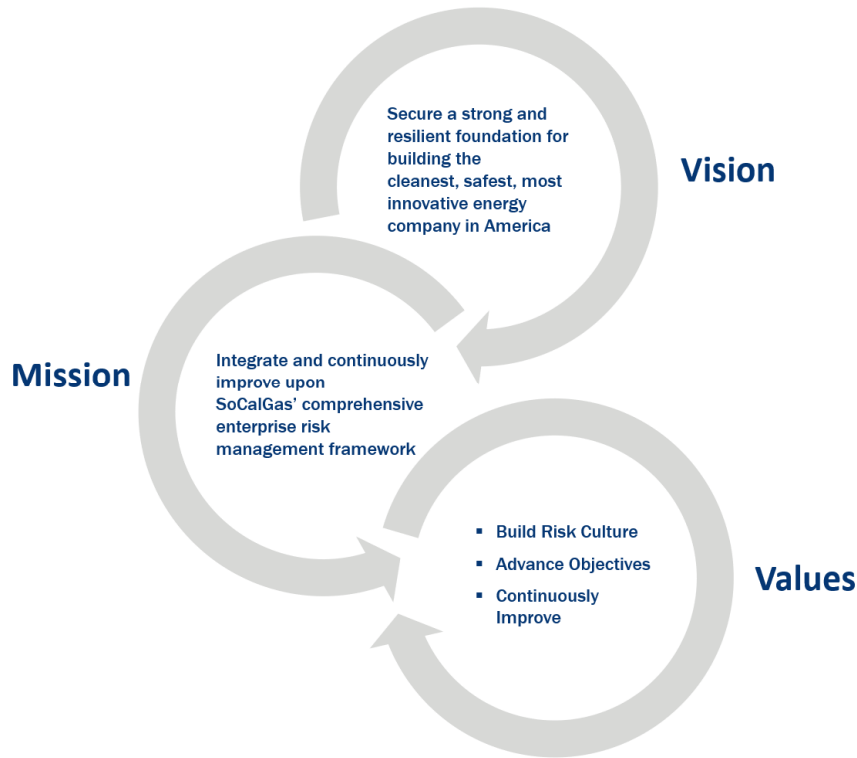 Secure a strong and
resilient foundation for
building the
cleanest, safest, most
innovative energy
company in America
Vision
Mission
Integrate and continuously
improve upon
SoCalGas’ comprehensive
enterprise risk
management framework
▪ Build Risk Culture
▪ Advance Objectives
▪ Continuously
Improve
Values